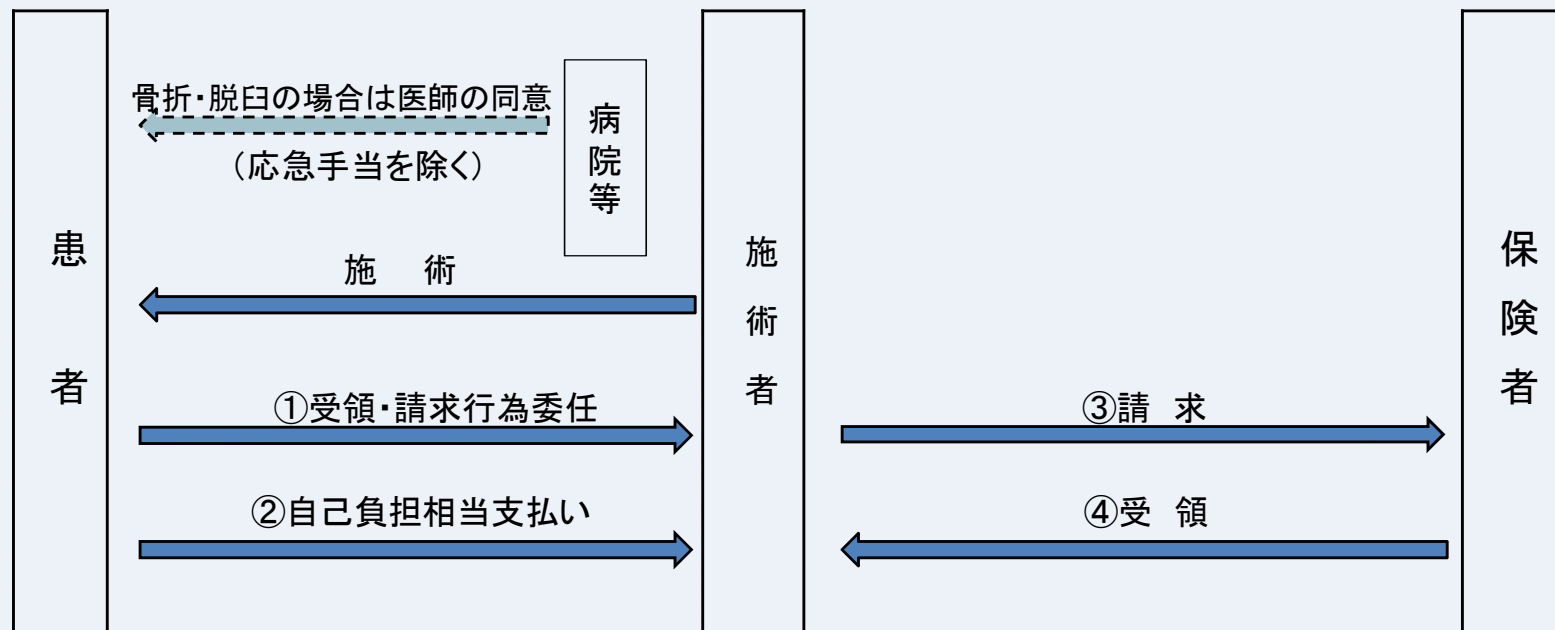 患者
骨折・脱臼の場合は医師の同意
（応急手当を除く）
病院等
施　術
①受領・請求行為委任
②自己負担相当支払い
施術者
③請　求
④受　領
保険者